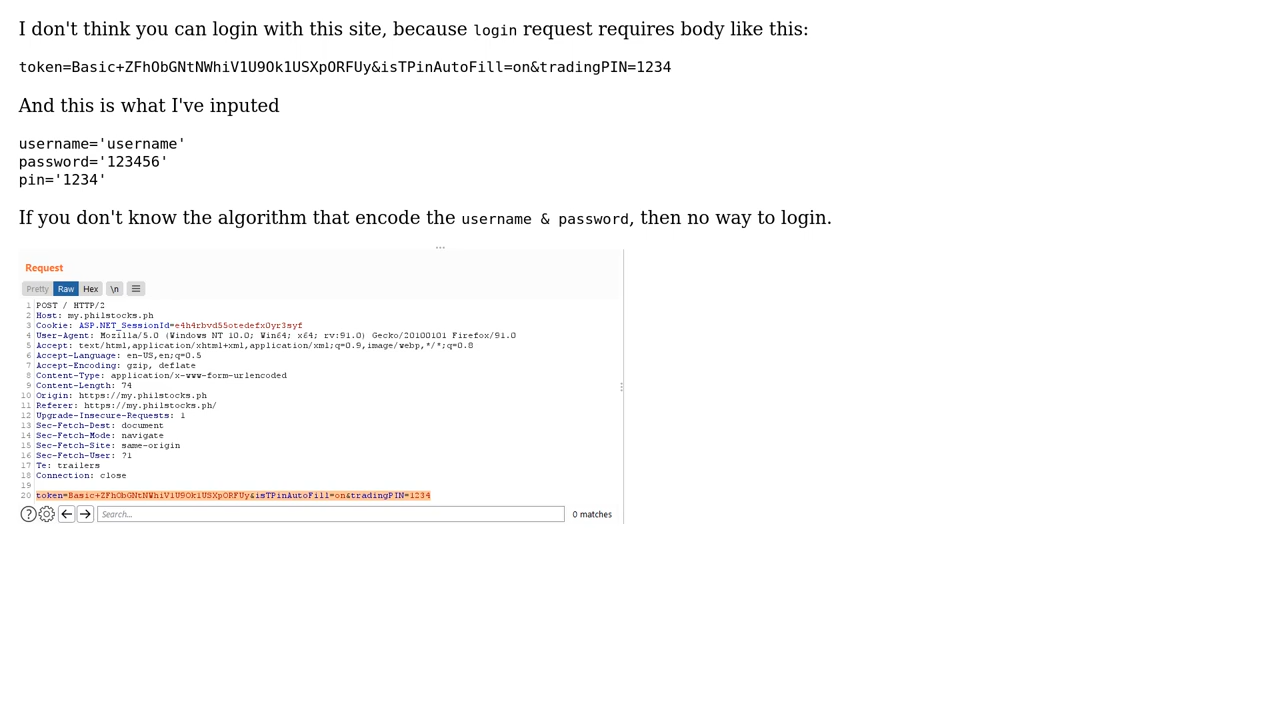 I don't think you can login with this site, because login request requires body like this:
token=Basic+ZFhObGNtNWhiV1U9Ok1USXpORFUy&isTPinAutoFill=on&tradingPIN=1234
And this is what I've inputed
username='username'
password='123456'
pin='1234'
If you don't know the algorithm that encode the username & password, then no way to login.
Request
Pretty Raw Hex \n
1 POST / HTTP/2
2 Host: my.philstocks.ph
3 Cookie: ASP.NET_SessionId=e4h4rbvd55otedefx0yr3syf
4 User-Agent: Mozilla/5.0 (Windows NT 10.0; Win64; x64; rv:91.0) Gecko/20100101 Firefox/91.0
5 Accept: text/html,application/xhtml+xml,application/xml;q=0.9,image/webp,*/*;q=0.8
6 Accept-Language: en-US,en;q=0.5
7 Accept-Encoding: gzip, deflate
8 Content-Type: application/x-www-form-urlencoded
9 Content-Length: 74
10 Origin: https://my.philstocks.ph
11 Referer: https://my.philstocks.ph/
12 Upgrade-Insecure-Requests: 1
13 Sec-Fetch-Dest: document
14 Sec-Fetch-Mode: navigate
15 Sec-Fetch-Site: same-origin
16 Sec-Fetch-User: ?1
17 Te: trailers
18 Connection: close
19
20 token=Basic+ZFhObGNtNWhiV1U9Ok1USXpORFUy&isTPinAutoFill=on&tradingPIN=1234
Search... 0 matches